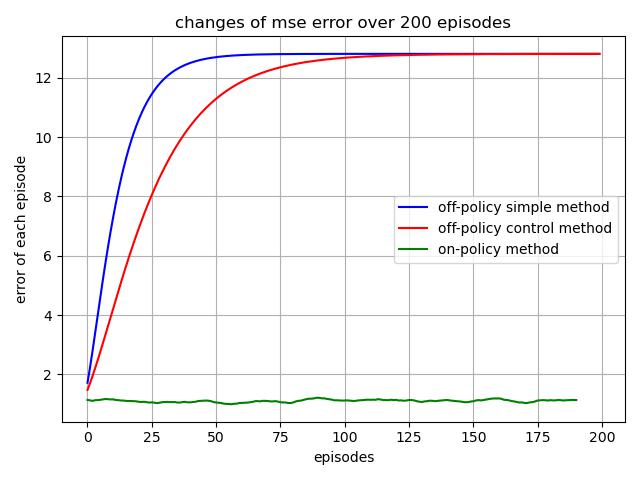 changes of mse error over 200 episodes
error of each episode
12
10
8
6
4
2
off-policy simple method
off-policy control method
on-policy method
0 25 50 75 100 125 150 175 200
episodes